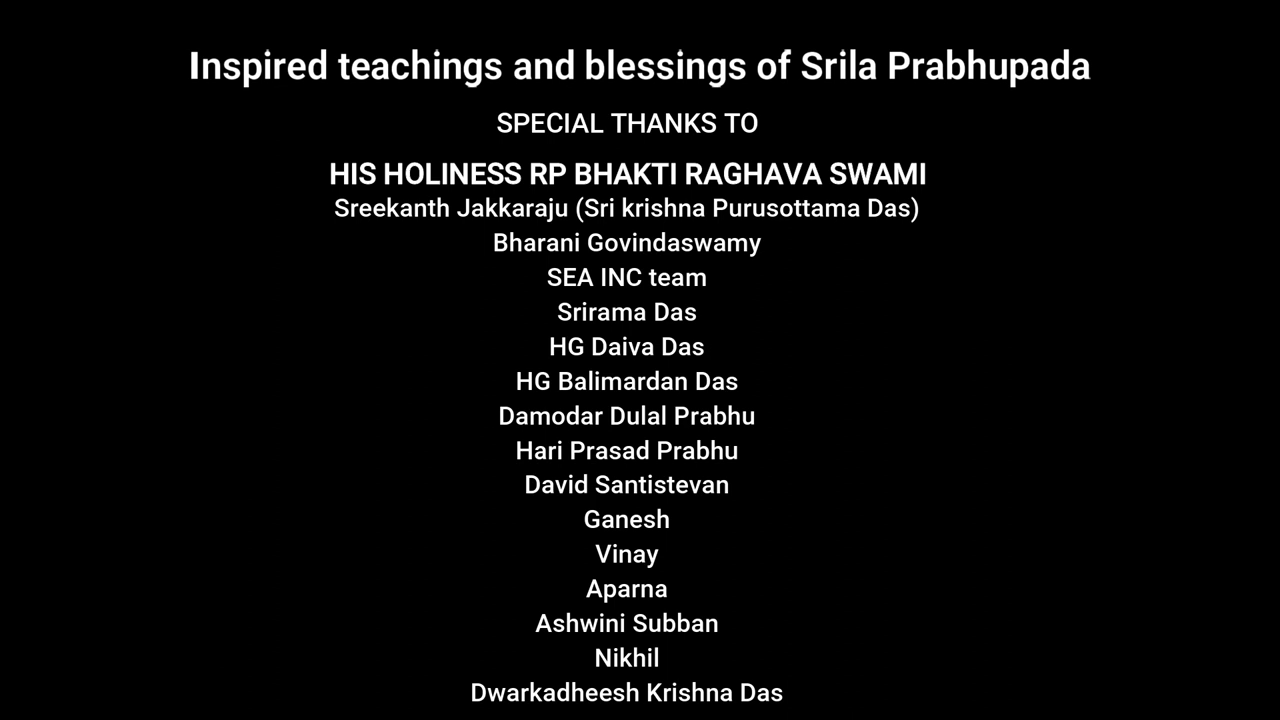 Inspired teachings and blessings of Srila Prabhupada
SPECIAL THANKS TO
HIS HOLINESS RP BHAKTI RAGHAVA SWAMI
Sreekanth Jakkaraju (Sri krishna Purusottama Das)
Bharani Govindaswamy
SEA INC team
Srirama Das
HG Daiva Das
HG Balimardan Das
Damodar Dulal Prabhu
Hari Prasad Prabhu
David Santistevan
Ganesh
Vinay
Aparna
Ashwini Subban
Nikhil
Dwarkadheesh Krishna Das